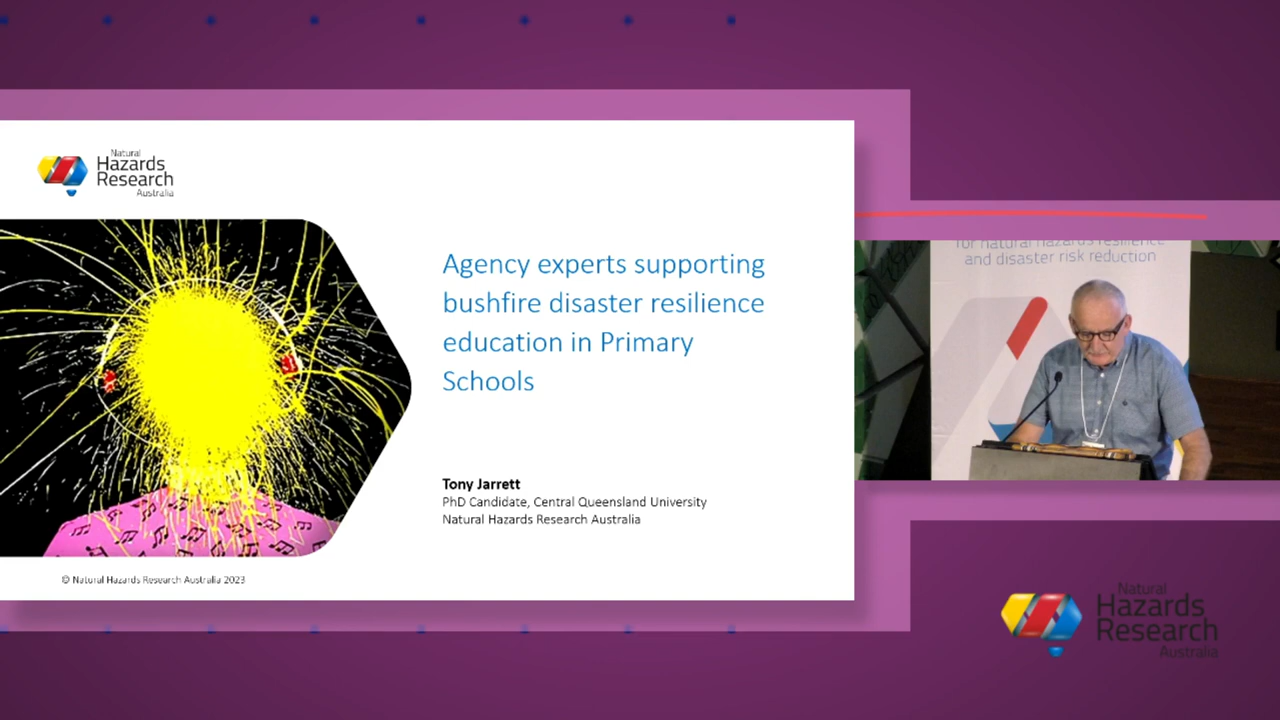 Natural
Hazards
Research
Australia
Agency experts supporting
bushfire disaster resilience
education in Primary
Schools
Tony Jarrett
PhD Candidate, Central Queensland University
Natural Hazards Research Australia
© Natural Hazards Research Australia 2023
for natural hazards resilience
and disaster risk reduction
Natural
Hazards
Research
Australia